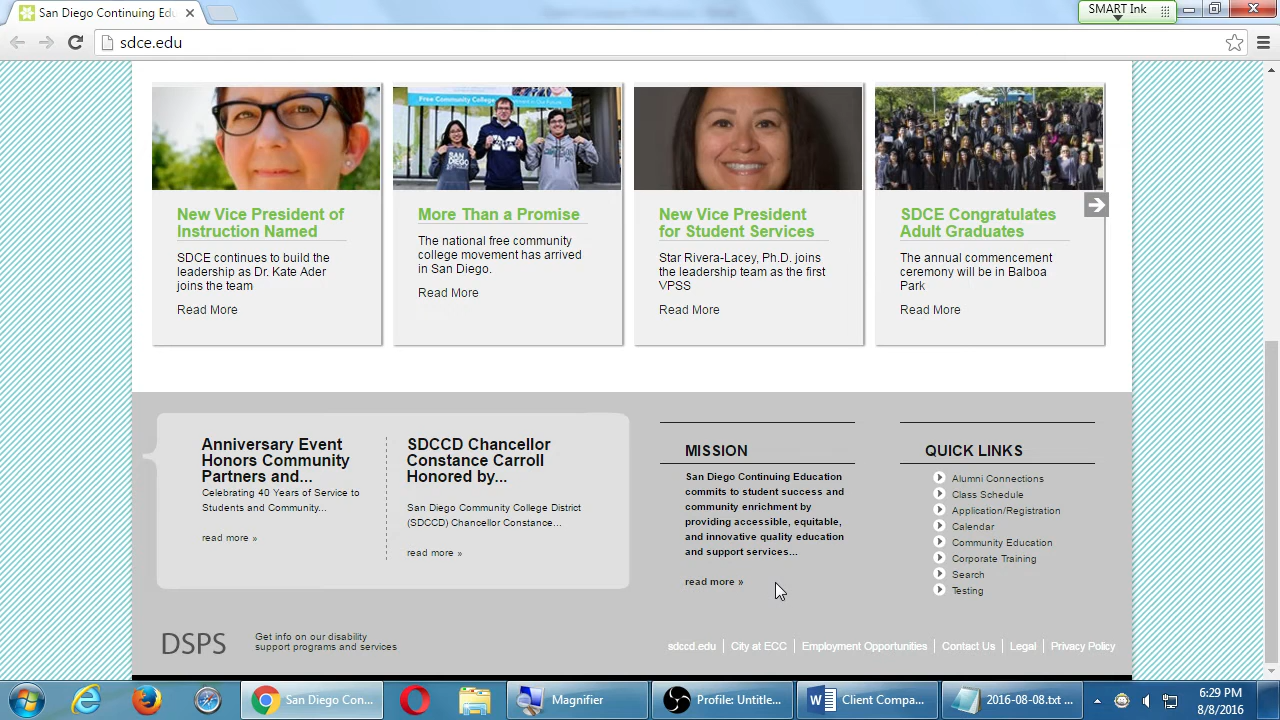 San Diego Continuing Edu
SMART Ink
sdce.edu
Free Community College
SAN DIEGO
New Vice President of
Instruction Named
SDCE continues to build the
leadership as Dr. Kate Ader
joins the team
Read More
More Than a Promise
The national free community
college movement has arrived
in San Diego.
Read More
New Vice President
for Student Services
Star Rivera-Lacey, Ph.D. joins
the leadership team as the first
VPSS
Read More
SDCE Congratulates
Adult Graduates
The annual commencement
ceremony will be in Balboa
Park
Read More
Anniversary Event
Honors Community
Partners and...
Celebrating 40 Years of Service to
Students and Community...
read more »
SDCCD Chancellor
Constance Carroll
Honored by...
San Diego Community College District
(SDCCD) Chancellor Constance...
read more »
MISSION
San Diego Continuing Education
commits to student success and
community enrichment by
providing accessible, equitable,
and innovative quality education
and support services...
read more »
QUICK LINKS
Alumni Connections
Class Schedule
Application/Registration
Calendar
Community Education
Corporate Training
Search
Testing
DSPS
Get info on our disability
support programs and services
sdccd.edu | City at ECC | Employment Opportunities | Contact Us | Legal | Privacy Policy
San Diego Con...
Magnifier
Profile: Untitle...
Client Compa...
2016-08-08.txt ...
6:29 PM
8/8/2016